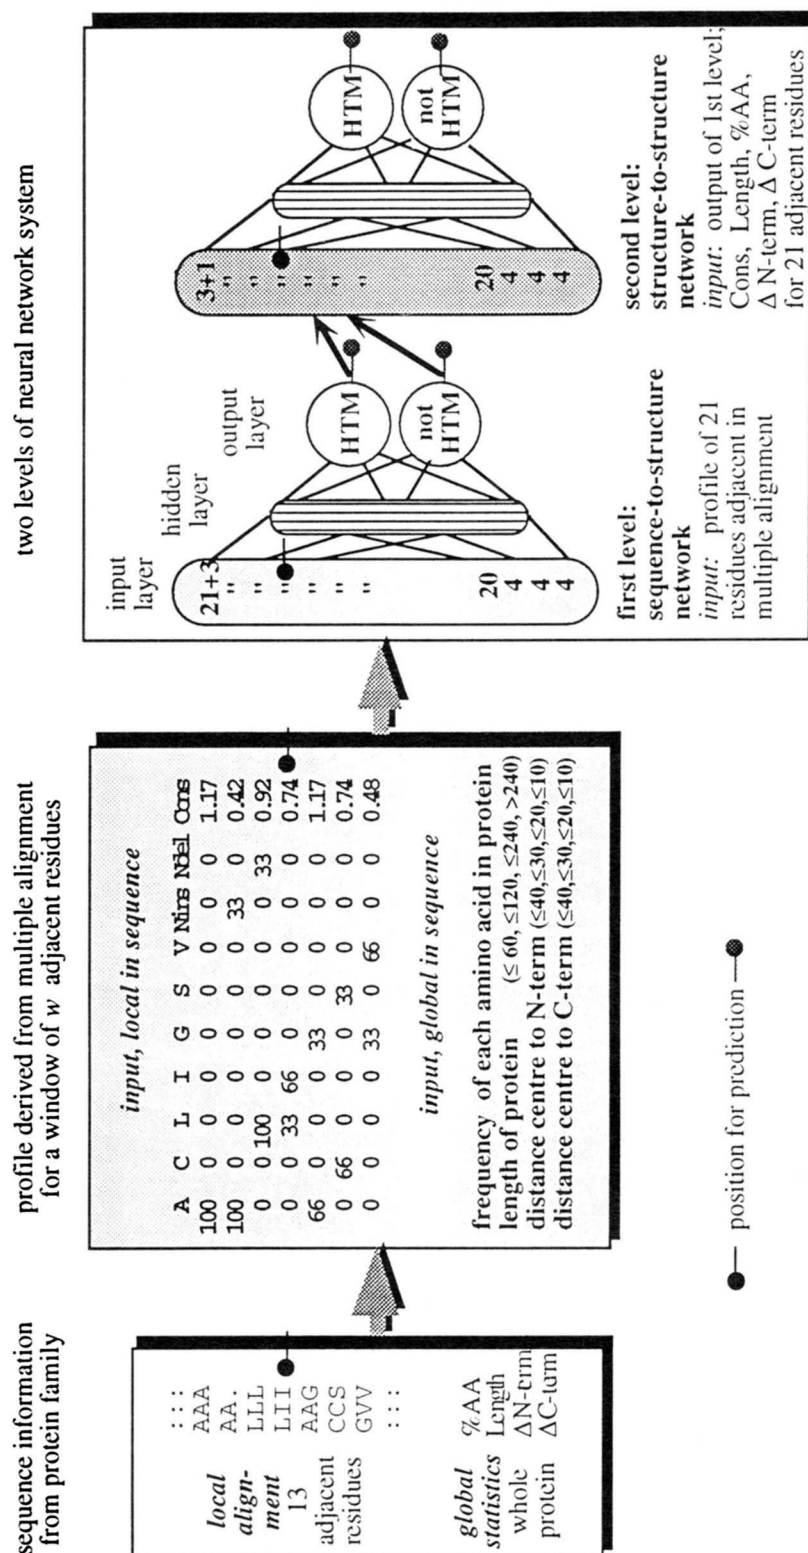 sequence information
from protein family
: : :
AAA
AA.
LLL
LII
AAG
CCS
GVV
: : :
local
align-
ment
13
adjacent
residues
global
statistics
whole
protein
%AA
Length
ΔN-term
ΔC-term
profile derived from multiple alignment
for a window of w adjacent residues
input, local in sequence
A C L I G S V Nins Ndel Cons
100 0 0 0 0 0 0 0 0 1.17
100 0 0 0 0 0 0 33 0 0.42
0 0 100 0 0 0 0 0 33 0.92
0 0 33 66 0 0 0 0 0 0.74
66 0 0 0 33 0 0 0 0 1.17
0 66 0 0 0 33 0 0 0 0.74
0 0 0 0 33 0 66 0 0 0.48
input, global in sequence
frequency of each amino acid in protein
length of protein (≤ 60, ≤120, ≤240, >240)
distance centre to N-term (≤40,≤30,≤20,≤10)
distance centre to C-term (≤40,≤30,≤20,≤10)
two levels of neural network system
input
layer
hidden
layer
output
layer
21+3
"
"
"
"
"
"
20
4
4
4
HTM
not
HTM
first level:
sequence-to-structure
network
input: profile of 21
residues adjacent in
multiple alignment
3+1
"
"
"
"
"
"
20
4
4
4
HTM
not
HTM
second level:
structure-to-structure
network
input: output of 1st level;
Cons, Length, %AA,
Δ N-term, Δ C-term
for 21 adjacent residues
position for prediction